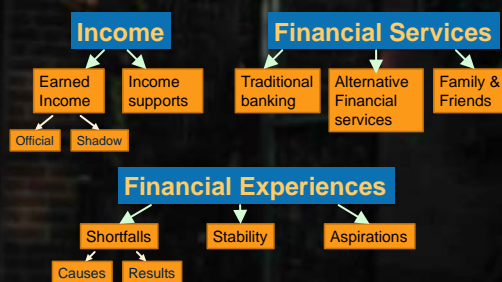 Income
Financial Services
Earned
Income
Income
supports
Traditional
banking
Alternative
Financial
services
Family &
Friends
Official
Shadow
Financial Experiences
Shortfalls
Stability
Aspirations
Causes
Results